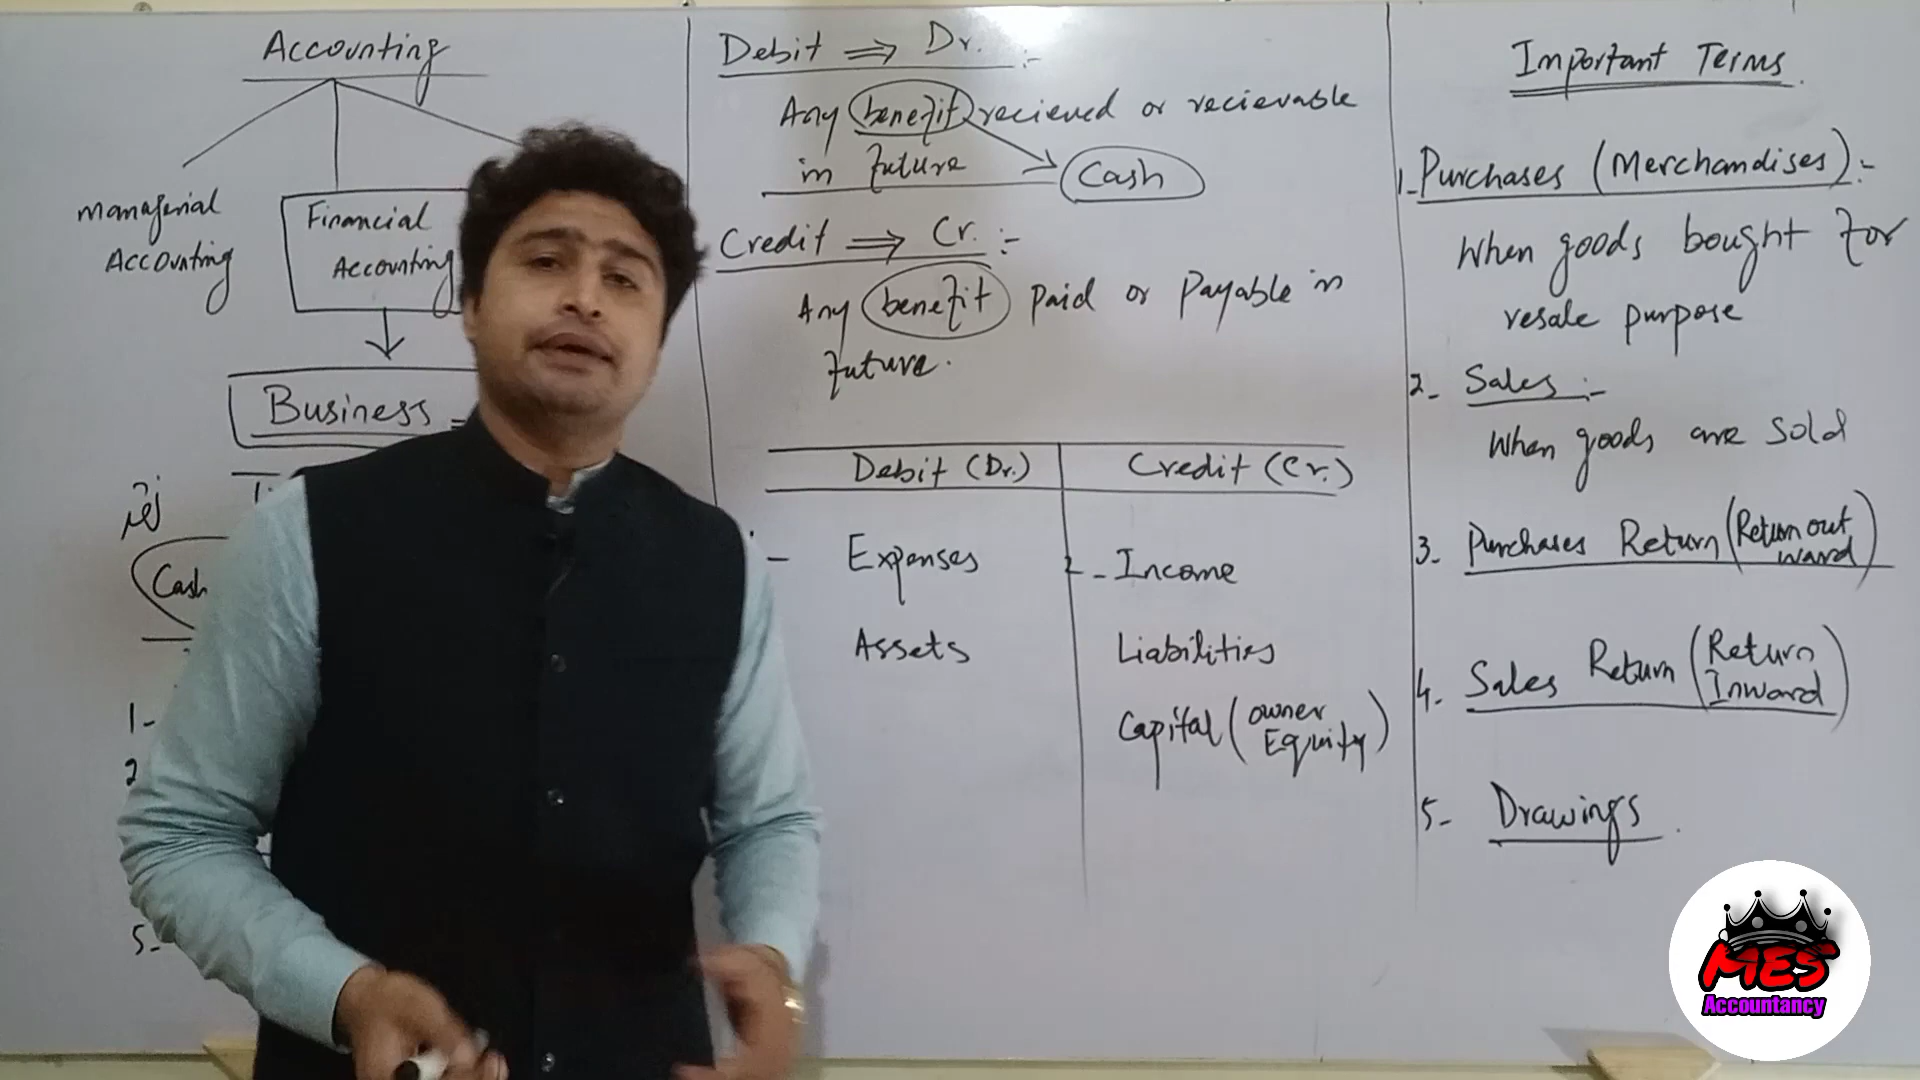 Accounting
Managerial
Accounting
Financial
Accounting
Business
Cash
1-
2
5-
Debit ⇒ Dr. :-
Any benefit recieved or recievable
in future
Cash
Credit ⇒ Cr. :-
Any benefit Paid or Payable in
future.
Debit (Dr.) Credit (Cr.)
- Expenses 2- Income
Assets Liabilities
Capital (owner
Equity)
Important Terms
1- Purchases (Merchandises):-
When goods bought for
resale purpose
2- Sales :-
When goods are Sold
3- Purchases Return (Return out
ward)
4- Sales Return (Return
Inward)
5- Drawings
MES
Accountancy